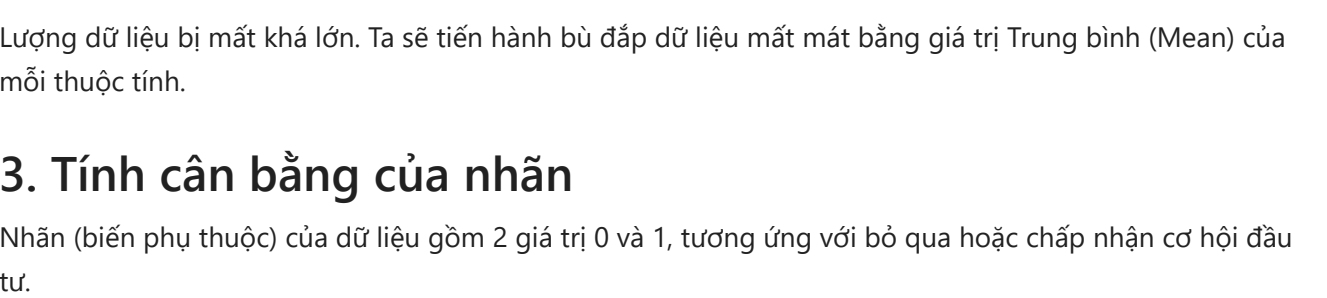 Lượng dữ liệu bị mất khá lớn. Ta sẽ tiến hành bù đắp dữ liệu mất mát bằng giá trị Trung bình (Mean) của
mỗi thuộc tính.
3. Tính cân bằng của nhãn
Nhãn (biến phụ thuộc) của dữ liệu gồm 2 giá trị 0 và 1, tương ứng với bỏ qua hoặc chấp nhận cơ hội đầu
tư.